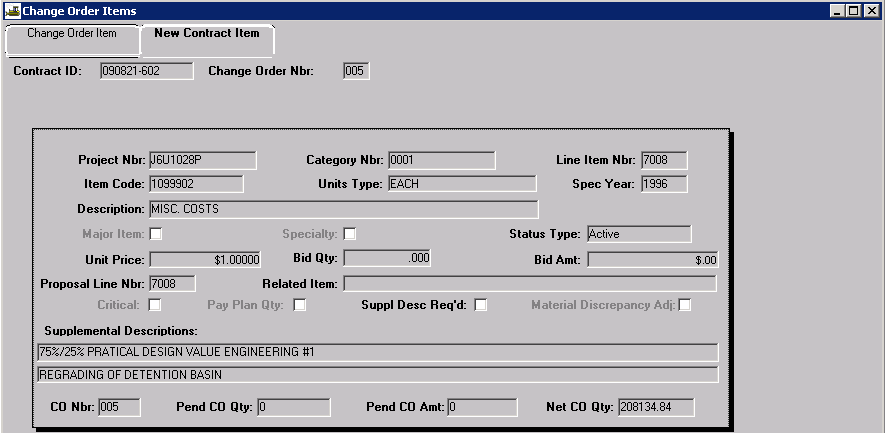 Change Order Items
Change Order Item New Contract Item
Contract ID: 090821-602 Change Order Nbr: 005
Project Nbr: J6U1028P Category Nbr: 0001 Line Item Nbr: 7008
Item Code: 1099902 Units Type: EACH Spec Year: 1996
Description: MISC. COSTS
Major Item: Specialty: Status Type: Active
Unit Price: $1.00000 Bid Qty: .000 Bid Amt: $.00
Proposal Line Nbr: 7008 Related Item:
Critical: Pay Plan Qty: Suppl Desc Req'd: Material Discrepancy Adj:
Supplemental Descriptions:
75%/25% PRATICAL DESIGN VALUE ENGINEERING #1
REGRADING OF DETENTION BASIN
CO Nbr: 005 Pend CO Qty: 0 Pend CO Amt: 0 Net CO Qty: 208134.84